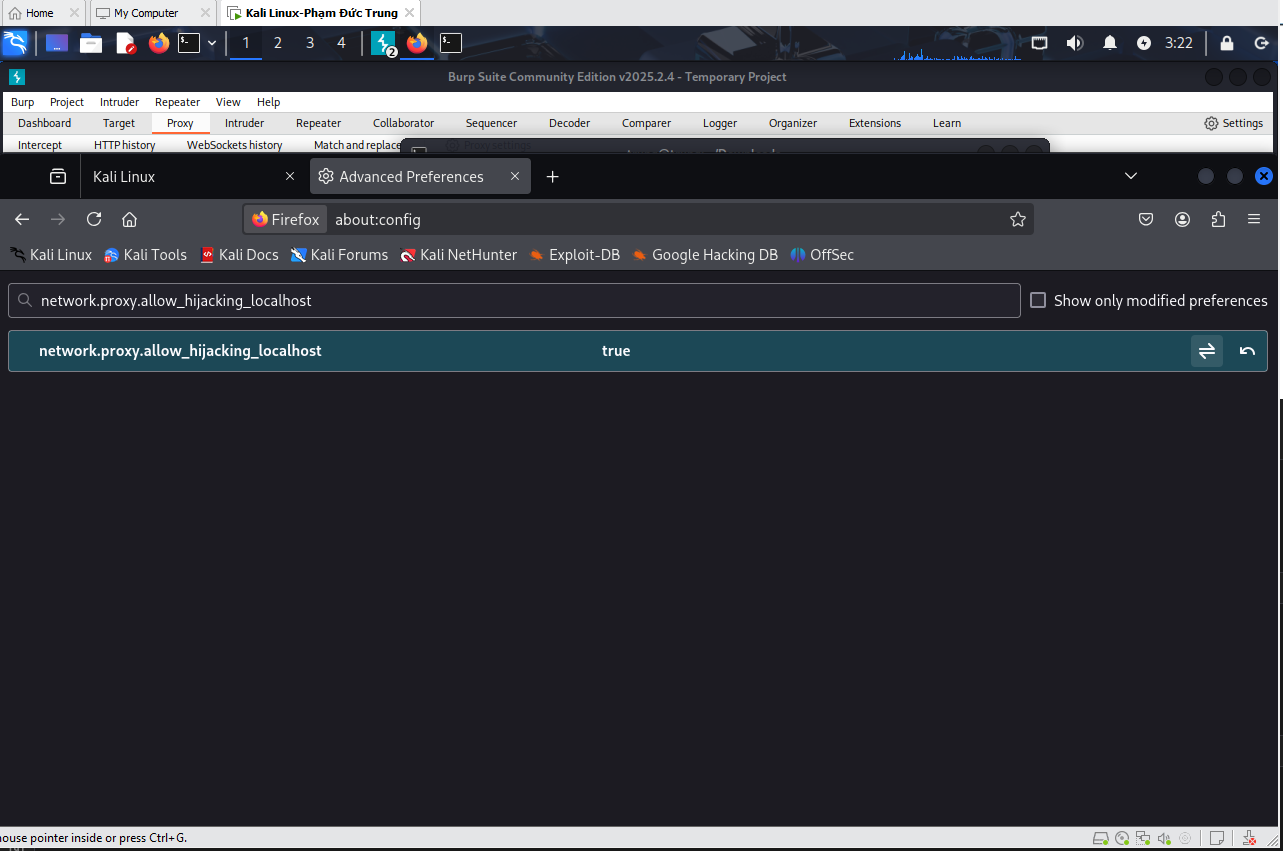 Home My Computer Kali Linux-Phạm Đức Trung
1 2 3 4 2 3:22
Burp Suite Community Edition v2025.2.4 - Temporary Project
Burp Project Intruder Repeater View Help
Dashboard Target Proxy Intruder Repeater Collaborator Sequencer Decoder Comparer Logger Organizer Extensions Learn Settings
Intercept HTTP history WebSockets history Match and replace Proxy settings
Kali Linux Advanced Preferences
Firefox about:config
Kali Linux Kali Tools Kali Docs Kali Forums Kali NetHunter Exploit-DB Google Hacking DB OffSec
network.proxy.allow_hijacking_localhost Show only modified preferences
network.proxy.allow_hijacking_localhost true
ouse pointer inside or press Ctrl+G.